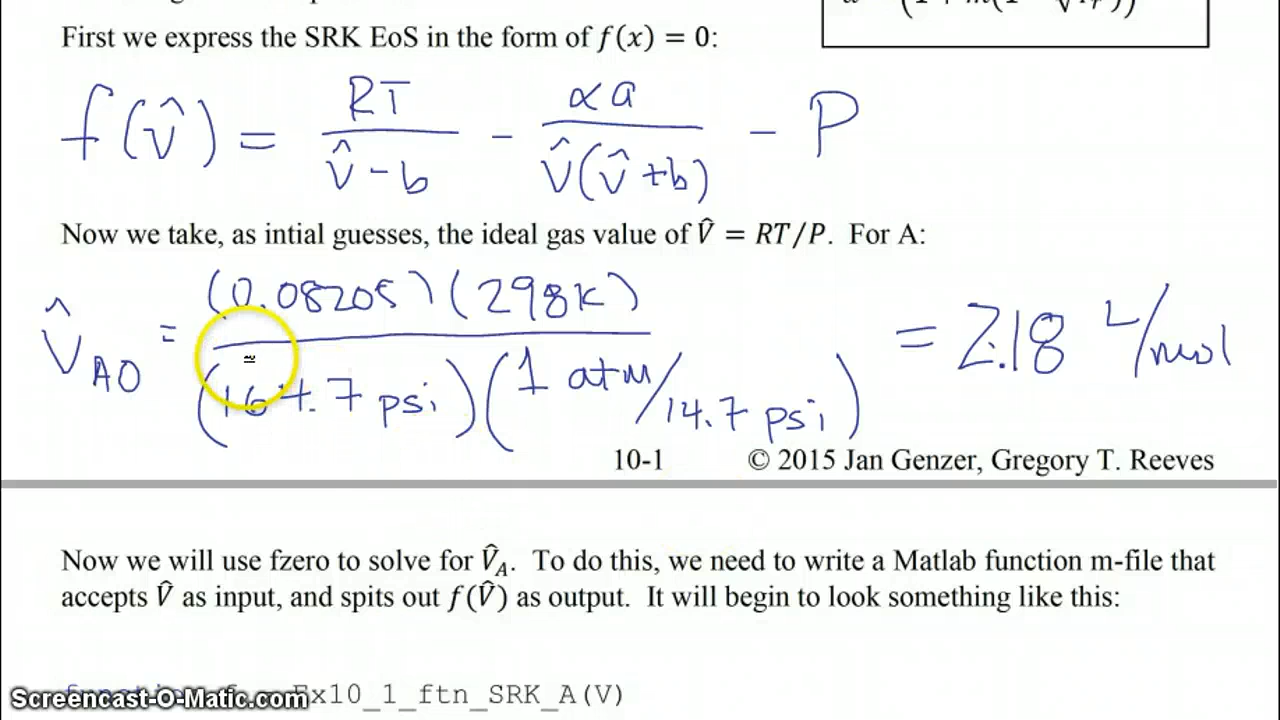 First we express the SRK EoS in the form of f(x) = 0:
f(V̂) = RT / (V̂ − b) − αa / (V̂(V̂ + b)) − P
Now we take, as intial guesses, the ideal gas value of V̂ = RT/P. For A:
V̂_AO = (0.08205)(298K) / (164.7 psi)(1 atm/14.7 psi) = 2.18 L/mol
10-1 © 2015 Jan Genzer, Gregory T. Reeves
Now we will use fzero to solve for V̂_A. To do this, we need to write a Matlab function m-file that
accepts V̂ as input, and spits out f(V̂) as output. It will begin to look something like this:
Ex10_1_ftn_SRK_A(V)
Screencast-O-Matic.com